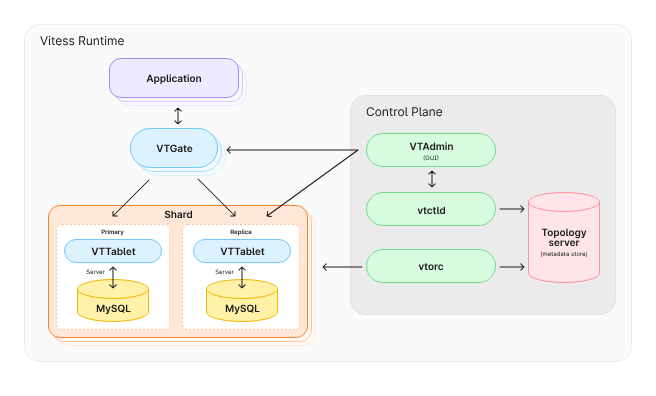 Vitess Runtime
Application
Control Plane
VTGate
VTAdmin
(GUI)
vtctld
Topology
server
(metadata store)
vtorc
Shard
Primary
VTTablet
Server
MySQL
Replica
VTTablet
Server
MySQL